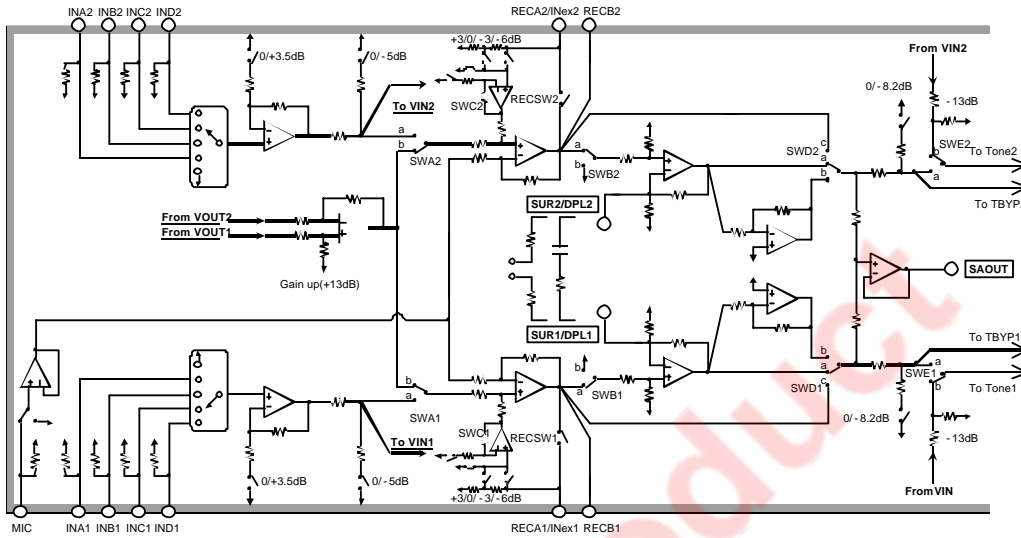 INA2 INB2 INC2 IND2 RECA2/INex2 RECB2
+3/0/ - 3/ -6dB
From VIN2
0/+3.5dB
0/ - 5dB
0/ - 8.2dB
To VIN2
SWC2
RECSW2
- 13dB
SWE2
a
b
SWA2
a
b
SWB2
c
a
b
SWD2
b
a
To Tone2
To TBYP
From VOUT2
From VOUT1
Gain up(+13dB)
SUR2/DPL2
SAOUT
SUR1/DPL1
b
a
SWA1
b
a
SWB1
b
a
c
SWD1
To TBYP1
SWE1
a
b
To Tone1
To VIN1
SWC1
RECSW1
0/ - 8.2dB
- 13dB
0/+3.5dB
0/ - 5dB
+3/0/ - 3/ -6dB
From VIN
MIC INA1 INB1 INC1 IND1 RECA1/INex1 RECB1
oduct